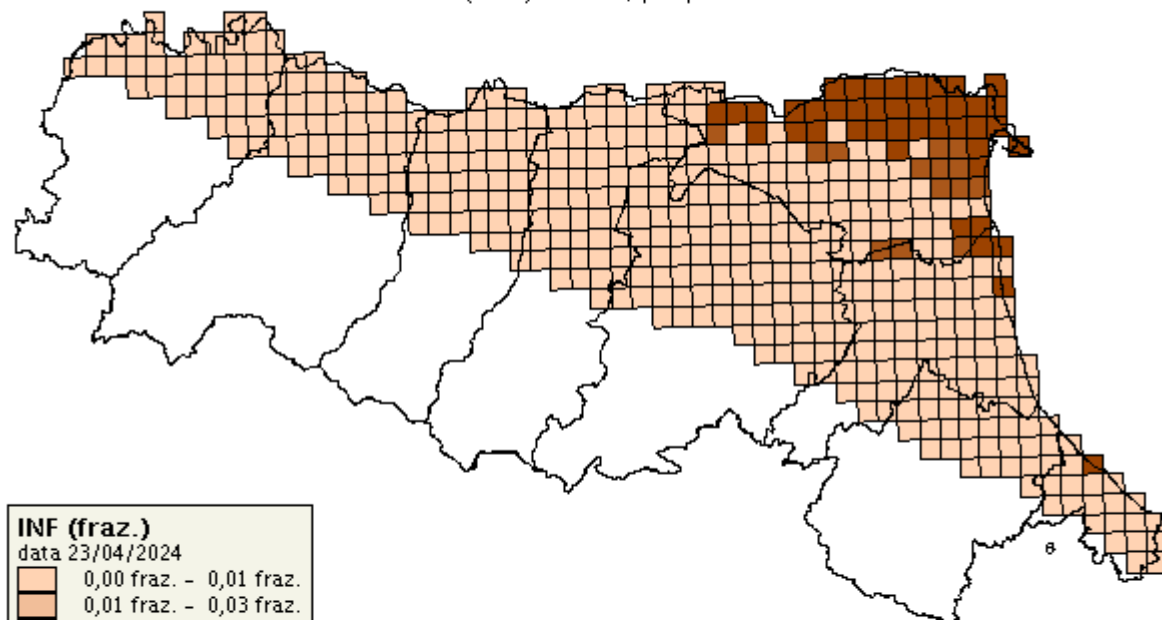 INF (fraz.)
data 23/04/2024
0,00 fraz. - 0,01 fraz.
0,01 fraz. - 0,03 fraz.